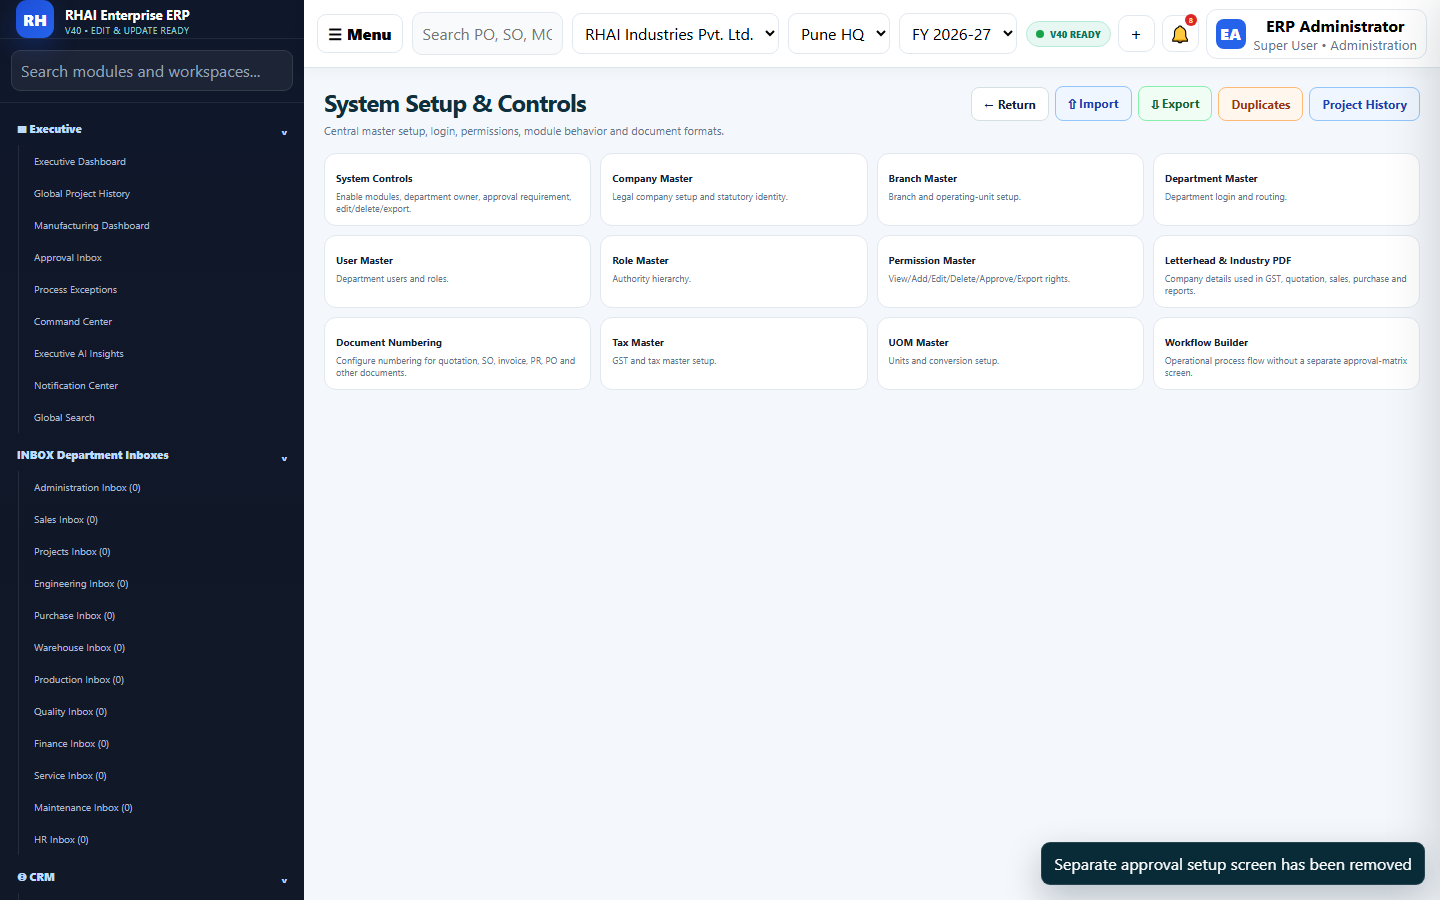 RH
RHAI Enterprise ERP
V40 • EDIT & UPDATE READY
Search modules and workspaces...
Executive
v
Executive Dashboard
Global Project History
Manufacturing Dashboard
Approval Inbox
Process Exceptions
Command Center
Executive AI Insights
Notification Center
Global Search
INBOX Department Inboxes
v
Administration Inbox (0)
Sales Inbox (0)
Projects Inbox (0)
Engineering Inbox (0)
Purchase Inbox (0)
Warehouse Inbox (0)
Production Inbox (0)
Quality Inbox (0)
Finance Inbox (0)
Service Inbox (0)
Maintenance Inbox (0)
HR Inbox (0)
CRM
v
☰ Menu
Search PO, SO, MC
RHAI Industries Pvt. Ltd.
Pune HQ
FY 2026-27
V40 READY
+
8
EA
ERP Administrator
Super User • Administration
System Setup & Controls
Central master setup, login, permissions, module behavior and document formats.
← Return
⇧ Import
⇩ Export
Duplicates
Project History
System Controls
Enable modules, department owner, approval requirement,
edit/delete/export.
Company Master
Legal company setup and statutory identity.
Branch Master
Branch and operating-unit setup.
Department Master
Department login and routing.
User Master
Department users and roles.
Role Master
Authority hierarchy.
Permission Master
View/Add/Edit/Delete/Approve/Export rights.
Letterhead & Industry PDF
Company details used in GST, quotation, sales, purchase and
reports.
Document Numbering
Configure numbering for quotation, SO, invoice, PR, PO and
other documents.
Tax Master
GST and tax master setup.
UOM Master
Units and conversion setup.
Workflow Builder
Operational process flow without a separate approval-matrix
screen.
Separate approval setup screen has been removed